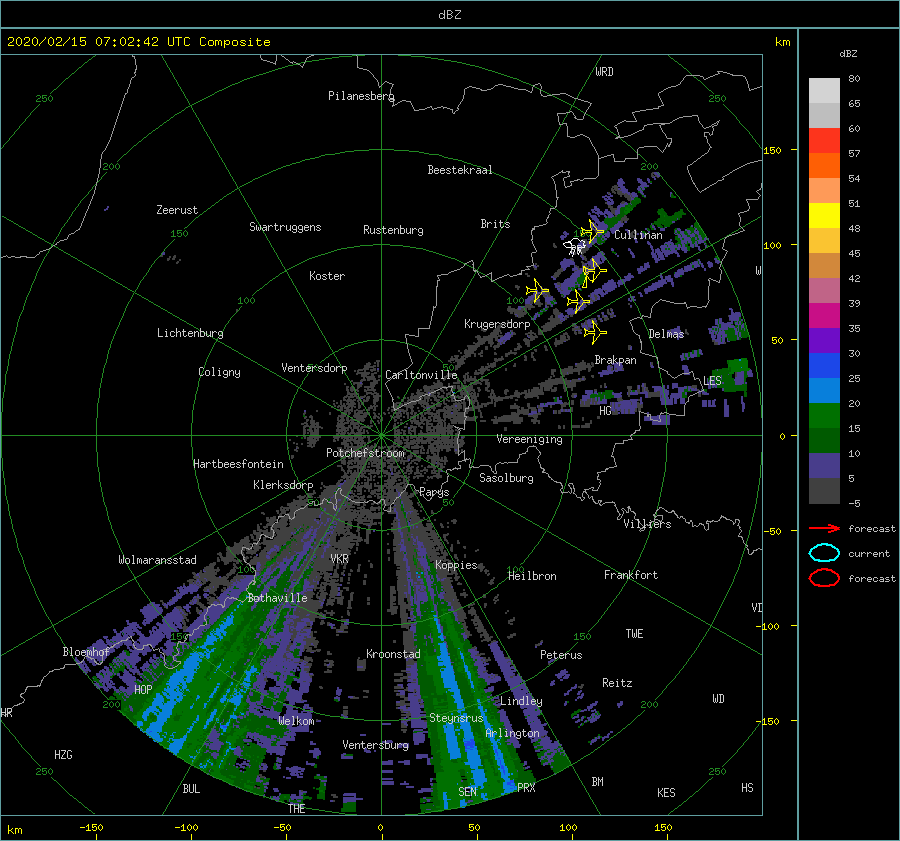 dBZ
2020/02/15 07:02:42 UTC Composite
km
dBZ
WRD
250
250
Pilanesberg
80
65
60
57
54
51
48
45
42
39
35
30
25
20
15
10
5
-5
150
200
200
Beestekraal
Zeerust
Swartruggens
Rustenburg
Brits
150
Cullinan
100
W
Koster
100
100
Lichtenburg
Krugersdorp
Delmas
50
Coligny
Ventersdorp
Carltonville
Brakpan
LES
HG
0
Vereeniging
Potchefstroom
Hartbeesfontein
Klerksdorp
Sasolburg
Parys
50
50
Villiers
-50
forecast
current
forecast
Wolmaransstad
VKR
Koppies
100
100
Heilbron
Frankfort
Bothaville
VD
-100
150
150
TWE
Bloemhof
Kroonstad
Peterus
HOP
Reitz
Lindley
WD
200
200
HR
Welkom
Steynsrus
-150
Arlington
Ventersburg
HZG
250
250
BUL
SEN
PRX
BM
KES
HS
THE
km
-150
-100
-50
0
50
100
150